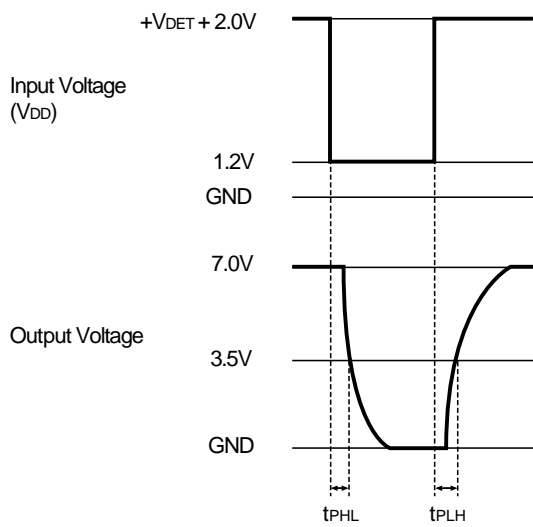 +VDET + 2.0V
Input Voltage
(VDD)
1.2V
GND
7.0V
Output Voltage
3.5V
GND
tPHL
tPLH